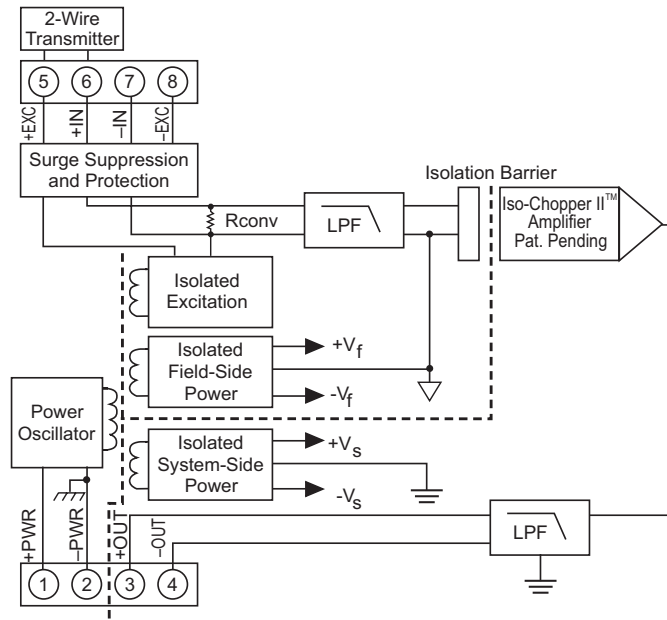 2-Wire
Transmitter
5 6 7 8
+EXC
+IN
–IN
–EXC
Surge Suppression
and Protection
Isolation Barrier
Rconv
LPF
Iso-Chopper II™
Amplifier
Pat. Pending
Isolated
Excitation
Isolated
Field-Side
Power
+Vf
-Vf
Power
Oscillator
Isolated
System-Side
Power
+Vs
-Vs
+PWR
–PWR
+OUT
–OUT
LPF
1 2 3 4